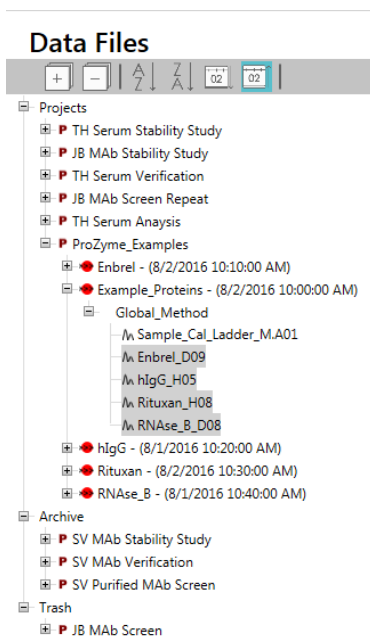 Data Files
+ - A Z Z A 02 02
Projects
P TH Serum Stability Study
P JB MAb Stability Study
P TH Serum Verification
P JB MAb Screen Repeat
P TH Serum Anaysis
P ProZyme_Examples
Enbrel - (8/2/2016 10:10:00 AM)
Example_Proteins - (8/2/2016 10:00:00 AM)
Global_Method
Sample_Cal_Ladder_M.A01
Enbrel_D09
hIgG_H05
Rituxan_H08
RNAse_B_D08
hIgG - (8/1/2016 10:20:00 AM)
Rituxan - (8/2/2016 10:30:00 AM)
RNAse_B - (8/1/2016 10:40:00 AM)
Archive
P SV MAb Stability Study
P SV MAb Verification
P SV Purified MAb Screen
Trash
P JB MAb Screen